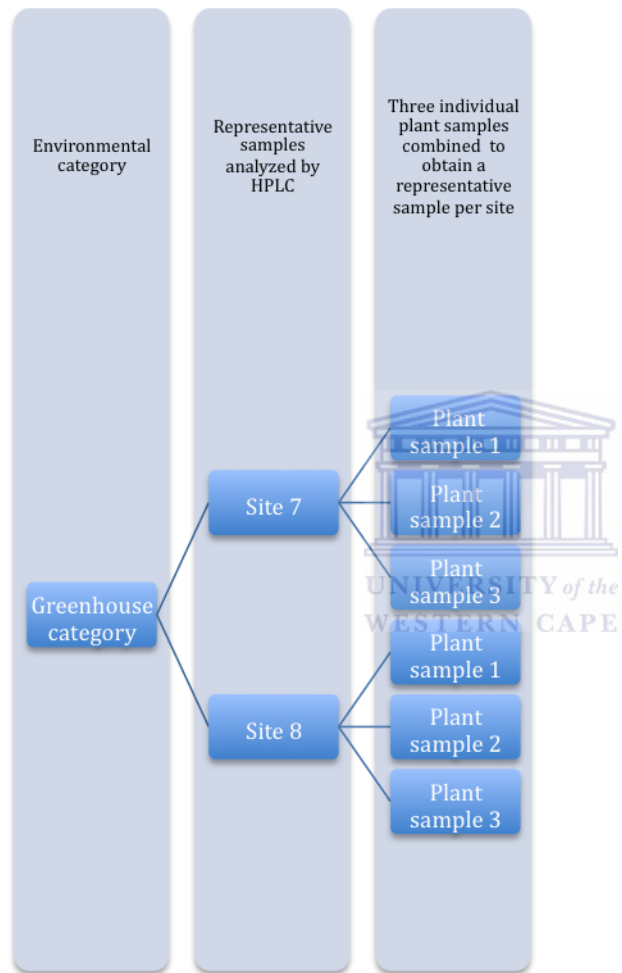 Environmental
category
Representative
samples
analyzed by
HPLC
Three individual
plant samples
combined to
obtain a
representative
sample per site
Greenhouse
category
Site 7
Site 8
Plant
sample 1
Plant
sample 2
Plant
sample 3
Plant
sample 1
Plant
sample 2
Plant
sample 3
UNIVERSITY of the
WESTERN CAPE